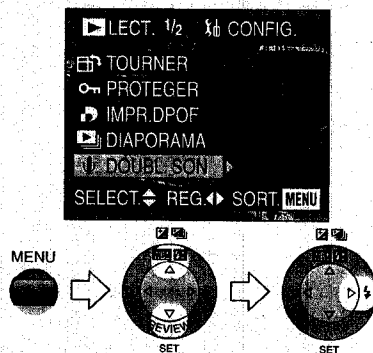 LECT. 1/2 CONFIG.
TOURNER
PROTEGER
IMPR.DPOF
DIAPORAMA
DOUBL.SON
SELECT. REG. SORT. MENU
MENU
REVIEW
SET
SET